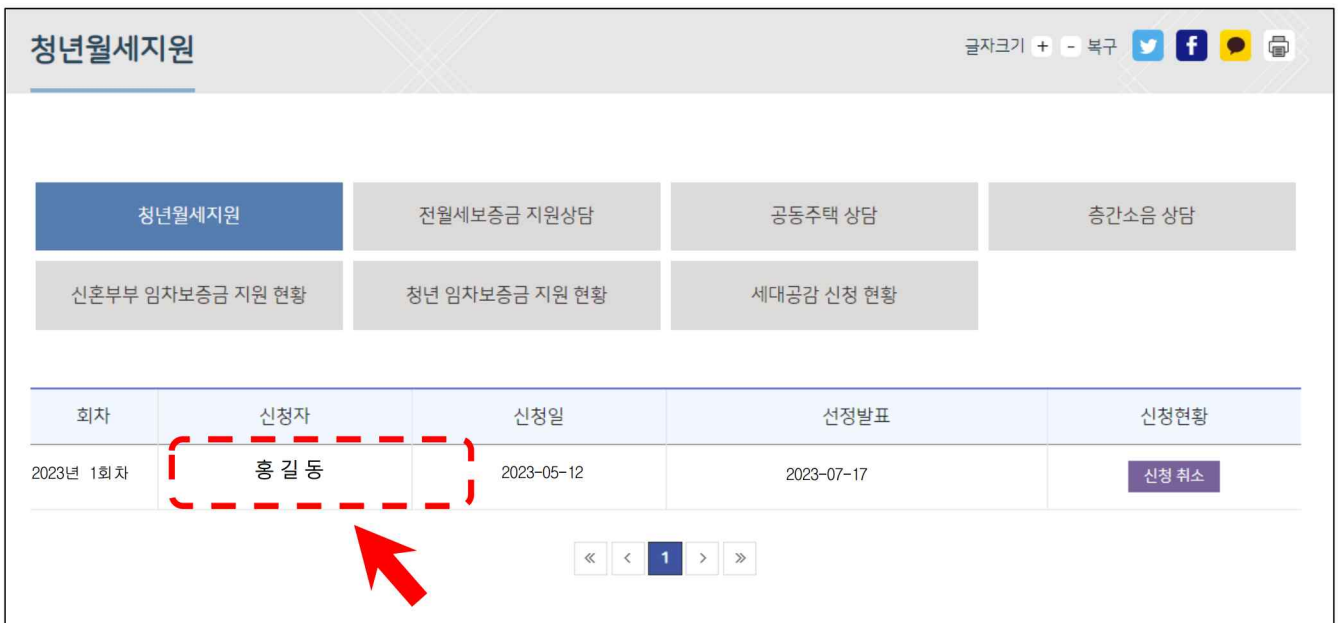 청년월세지원
글자크기 + - 복구
청년월세지원 전월세보증금 지원상담 공동주택 상담 층간소음 상담
신혼부부 임차보증금 지원 현황 청년 임차보증금 지원 현황 세대공감 신청 현황
회차 신청자 신청일 선정발표 신청현황
2023년 1회차 홍길동 2023-05-12 2023-07-17 신청 취소
« < 1 > »